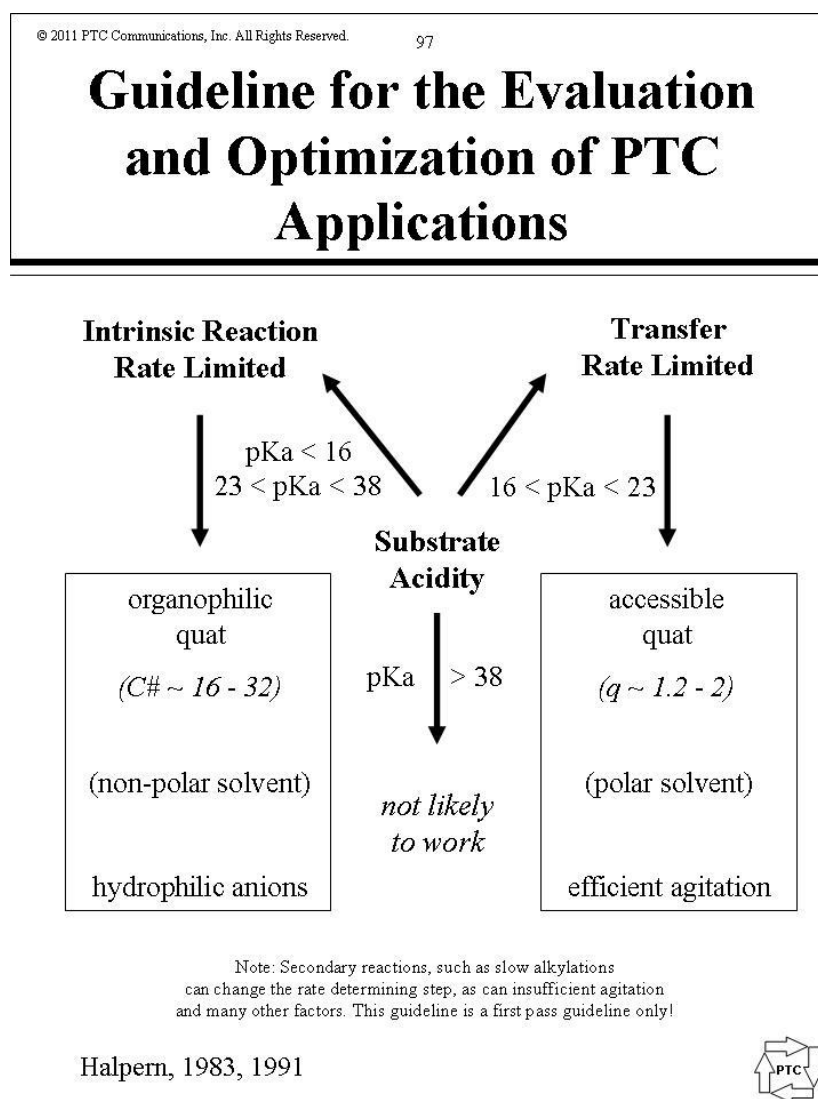 © 2011 PTC Communications, Inc. All Rights Reserved.
97
Guideline for the Evaluation
and Optimization of PTC
Applications
Intrinsic Reaction
Rate Limited
Transfer
Rate Limited
pKa < 16
23 < pKa < 38
16 < pKa < 23
Substrate
Acidity
organophilic
quat
(C# ~ 16 - 32)
(non-polar solvent)
hydrophilic anions
pKa > 38
not likely
to work
accessible
quat
(q ~ 1.2 - 2)
(polar solvent)
efficient agitation
Note: Secondary reactions, such as slow alkylations
can change the rate determining step, as can insufficient agitation
and many other factors. This guideline is a first pass guideline only!
Halpern, 1983, 1991
PTC